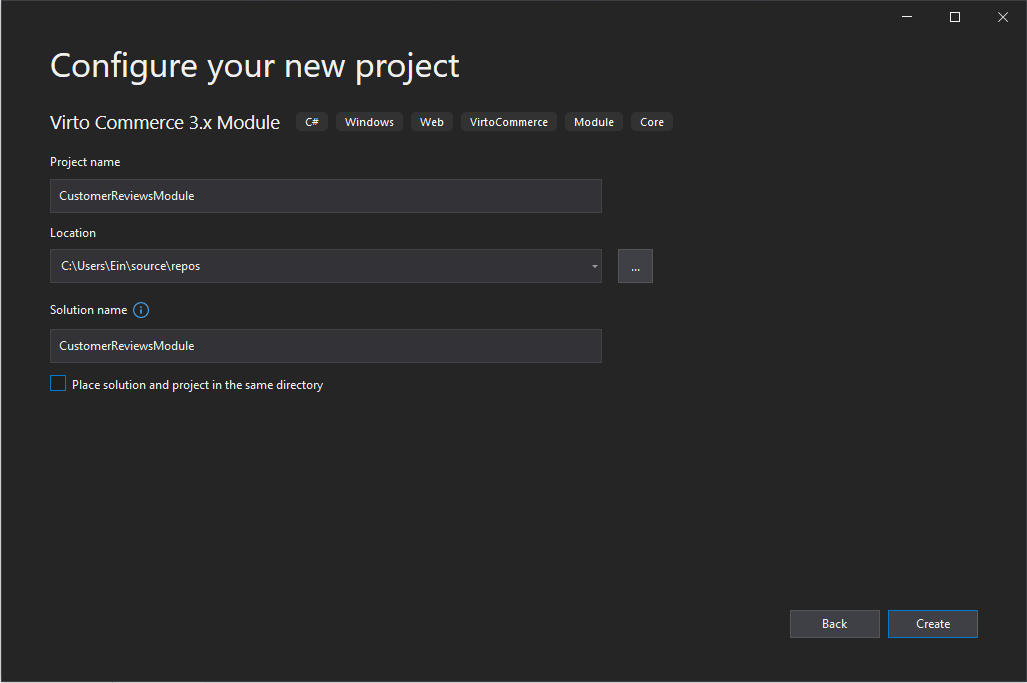 Configure your new project
Virto Commerce 3.x Module C# Windows Web VirtoCommerce Module Core
Project name
CustomerReviewsModule
Location
C:\Users\Ein\source\repos
...
Solution name
CustomerReviewsModule
Place solution and project in the same directory
Back Create